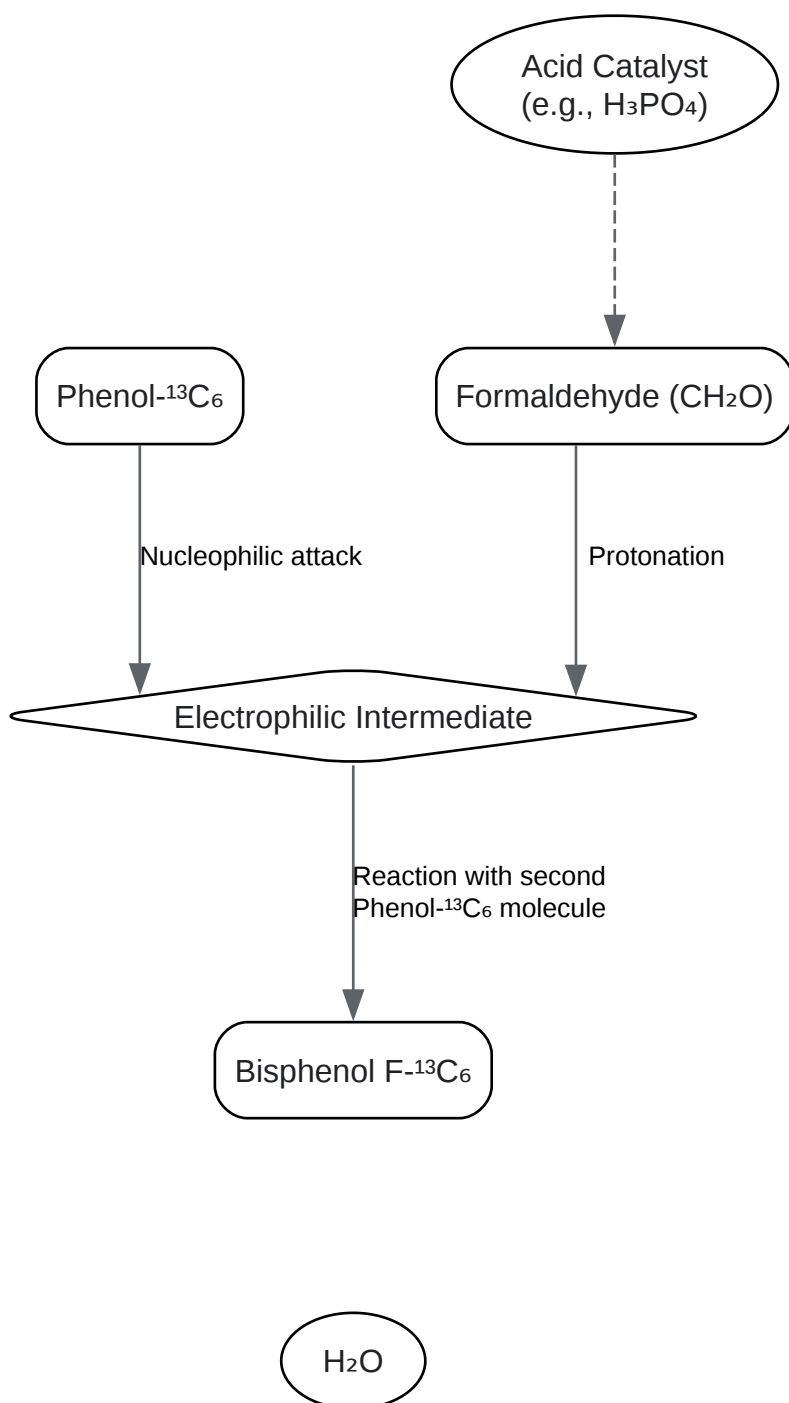 Acid Catalyst
(e.g., H₃PO₄)
Phenol-¹³C₆
Formaldehyde (CH₂O)
Nucleophilic attack
Protonation
Electrophilic Intermediate
Reaction with second
Phenol-¹³C₆ molecule
Bisphenol F-¹³C₆
H₂O